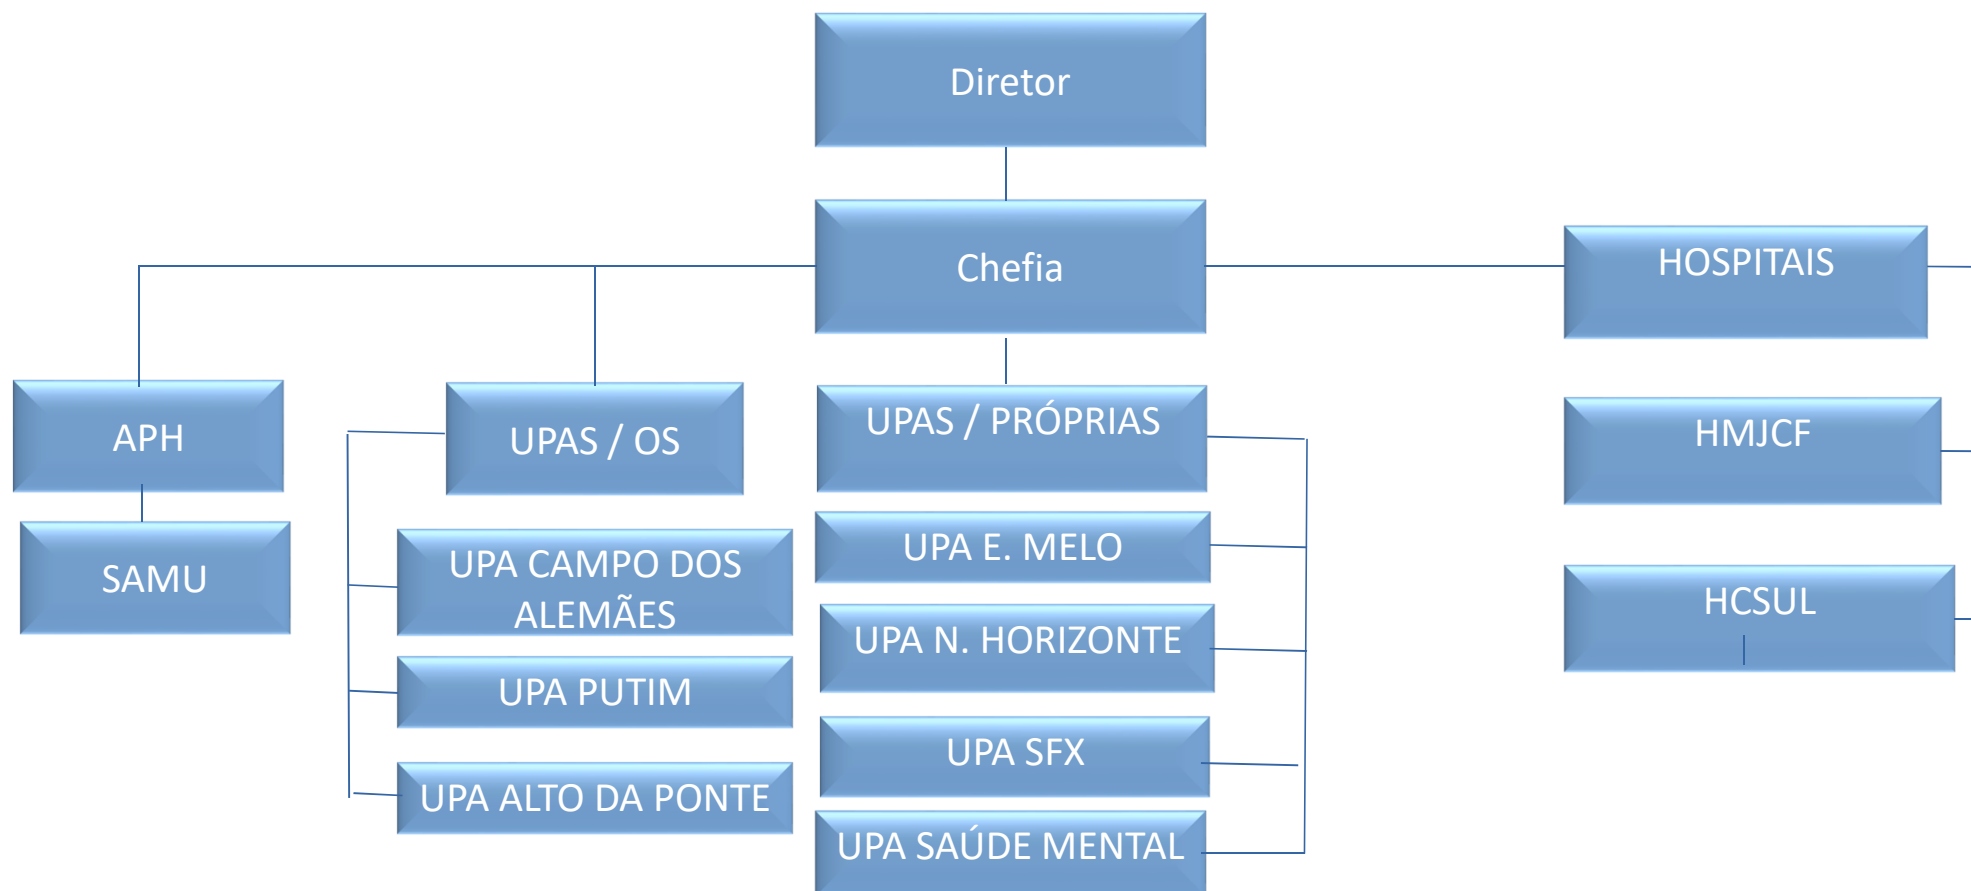 Diretor
Chefia
HOSPITAIS
APH
UPAS / OS
UPAS / PRÓPRIAS
HMJCF
SAMU
UPA CAMPO DOS
ALEMÃES
UPA E. MELO
HCSUL
UPA N. HORIZONTE
UPA PUTIM
UPA SFX
UPA ALTO DA PONTE
UPA SAÚDE MENTAL